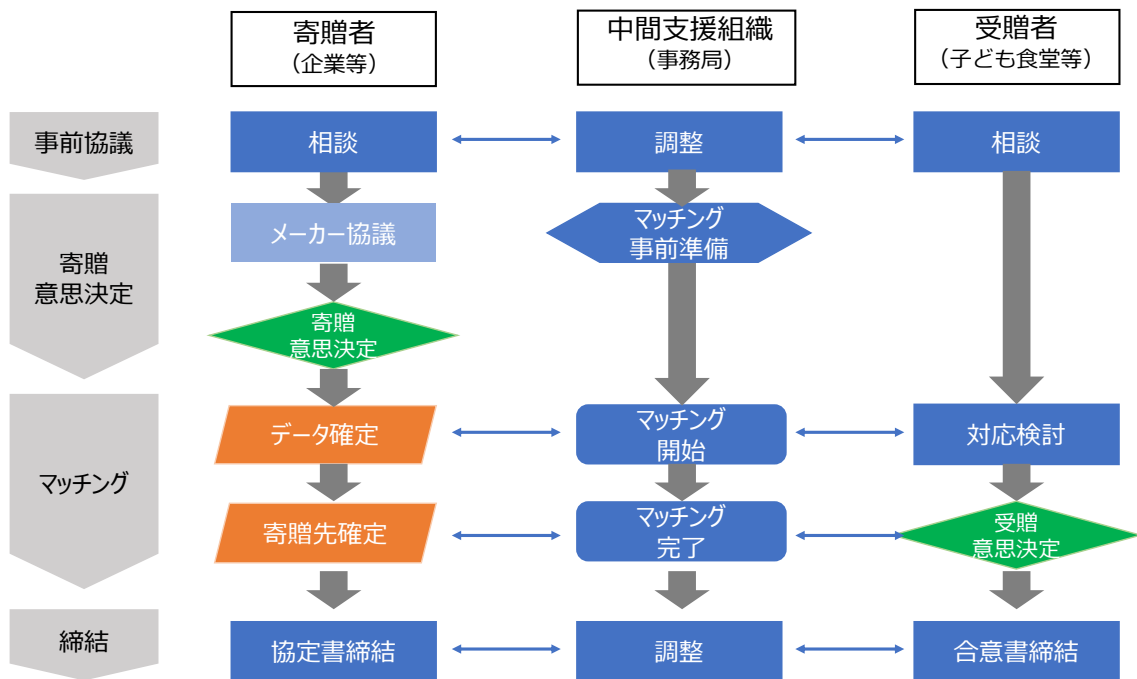 寄贈者
（企業等）
中間支援組織
（事務局）
受贈者
（子ども食堂等）
事前協議
相談
調整
相談
寄贈
意思決定
メーカー協議
マッチング
事前準備
寄贈
意思決定
マッチング
データ確定
マッチング
開始
対応検討
寄贈先確定
マッチング
完了
受贈
意思決定
締結
協定書締結
調整
合意書締結